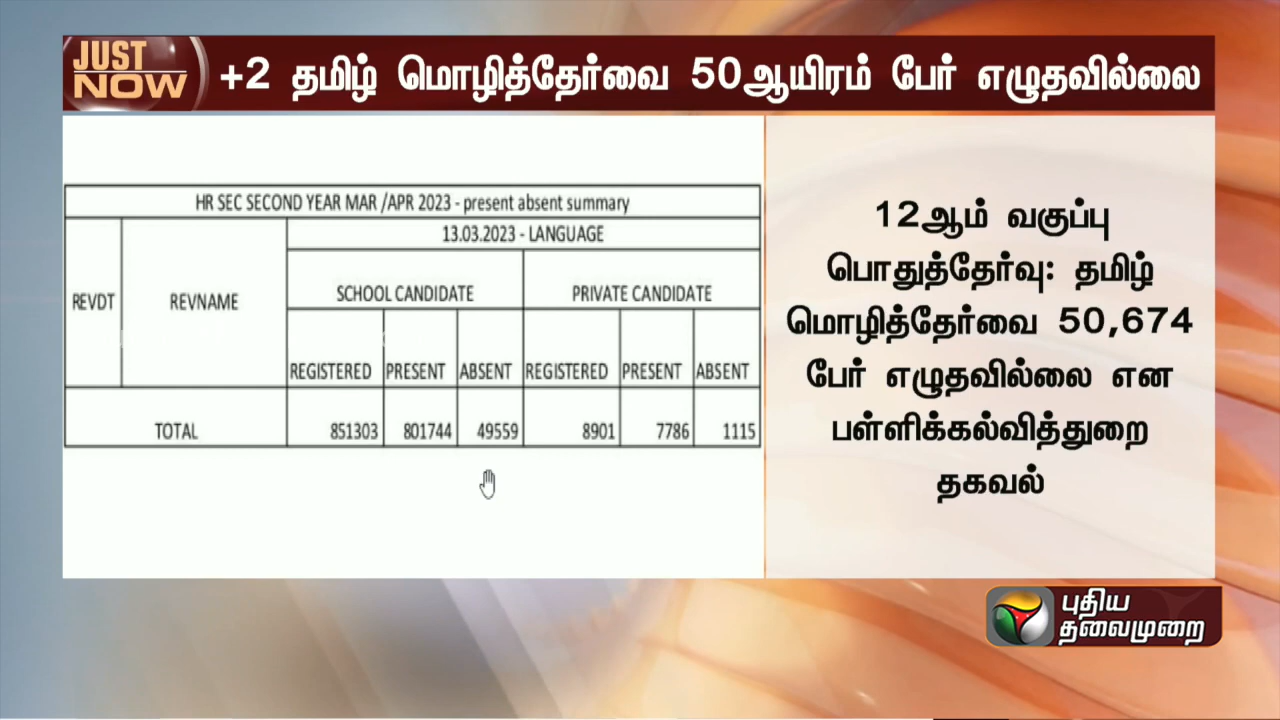 JUST
NOW
+2 தமிழ் மொழித்தேர்வை 50ஆயிரம் பேர் எழுதவில்லை
HR SEC SECOND YEAR MAR /APR 2023 - present absent summary
13.03.2023 - LANGUAGE
REVDT REVNAME SCHOOL CANDIDATE PRIVATE CANDIDATE
REGISTERED PRESENT ABSENT REGISTERED PRESENT ABSENT
TOTAL 851303 801744 49559 8901 7786 1115
12ஆம் வகுப்பு
பொதுத்தேர்வு: தமிழ்
மொழித்தேர்வை 50,674
பேர் எழுதவில்லை என
பள்ளிக்கல்வித்துறை
தகவல்
புதிய
தலைமுறை